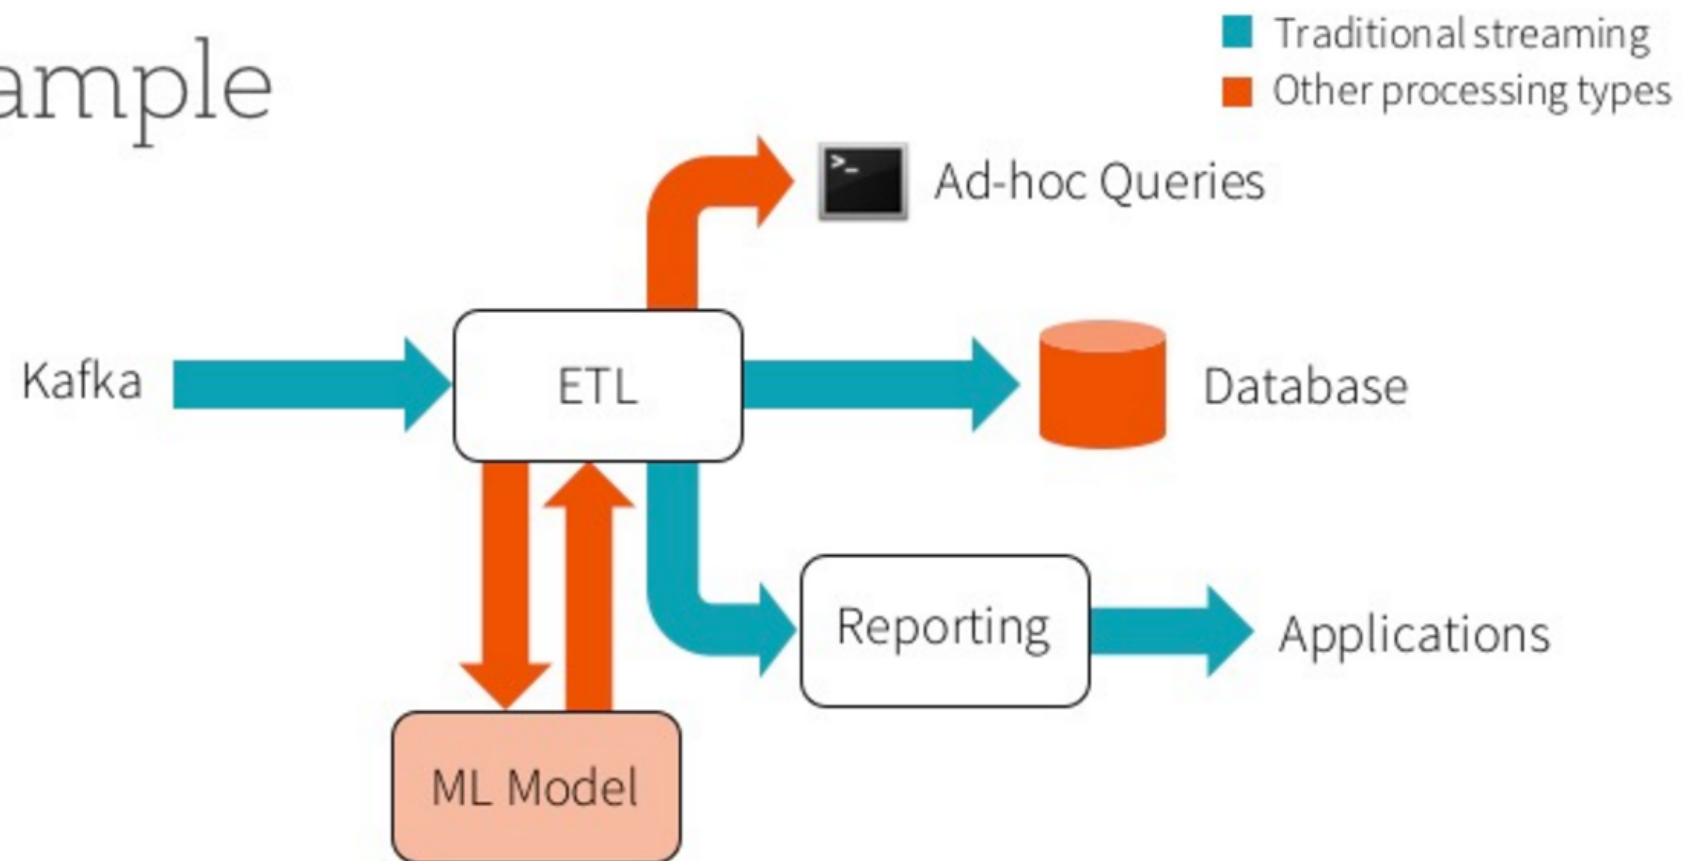 ample
Traditional streaming
Other processing types
>_
Ad-hoc Queries
Kafka
ETL
Database
Reporting
Applications
ML Model